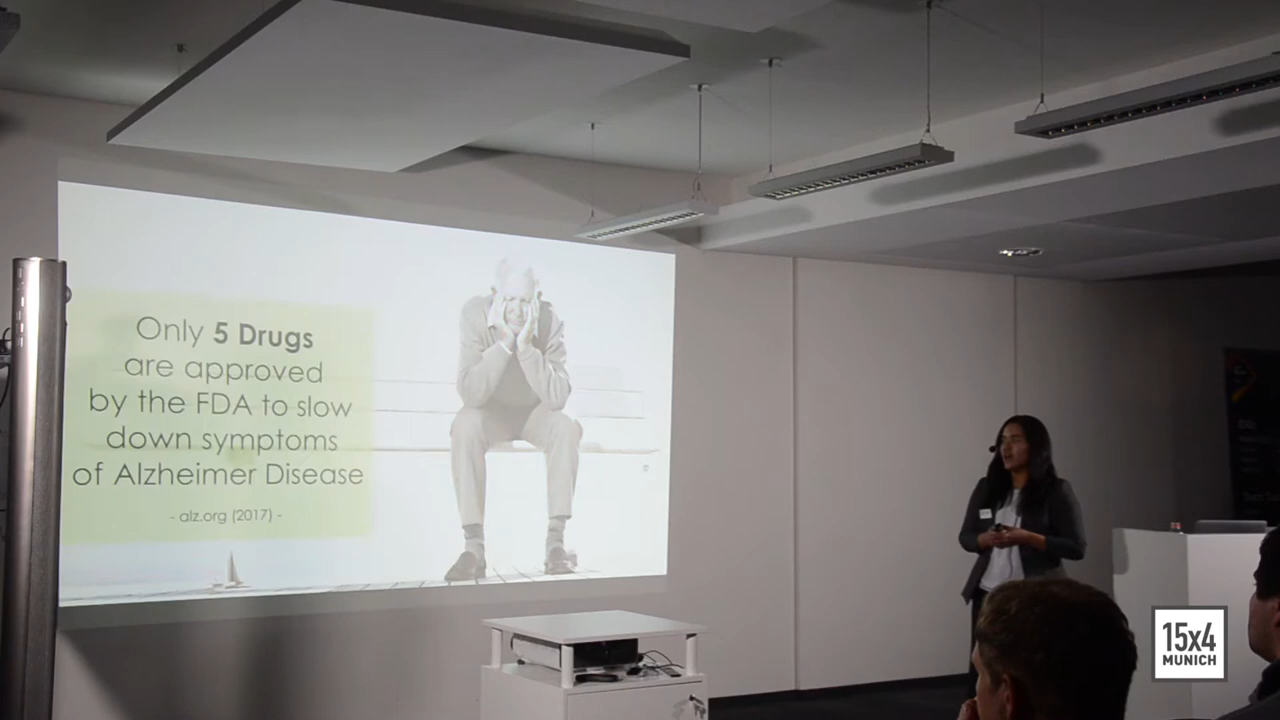 Only 5 Drugs
are approved
by the FDA to slow
down symptoms
of Alzheimer Disease
- alz.org (2017) -
15x4
MUNICH